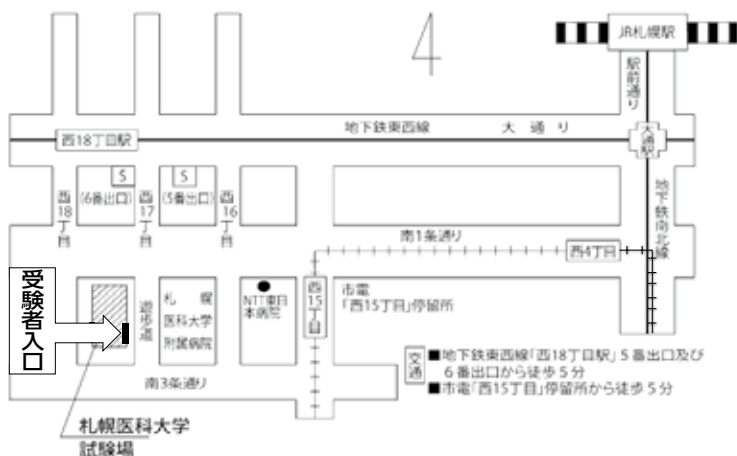 JR札幌駅
駅前通り
地下鉄東西線 大通り
西18丁目駅
大通駅
S
(6番出口)
S
(5番出口)
西18丁目
西17丁目
西16丁目
地下鉄南北線
南1条通り
西4丁目
受験者入口
遊歩道
札幌
医科大学
附属病院
NTT東日
本病院
西15丁目
市電
「西15丁目」停留所
南3条通り
交通
■地下鉄東西線「西18丁目駅」5番出口及び
6番出口から徒歩5分
■市電「西15丁目」停留所から徒歩5分
札幌医科大学
試験場